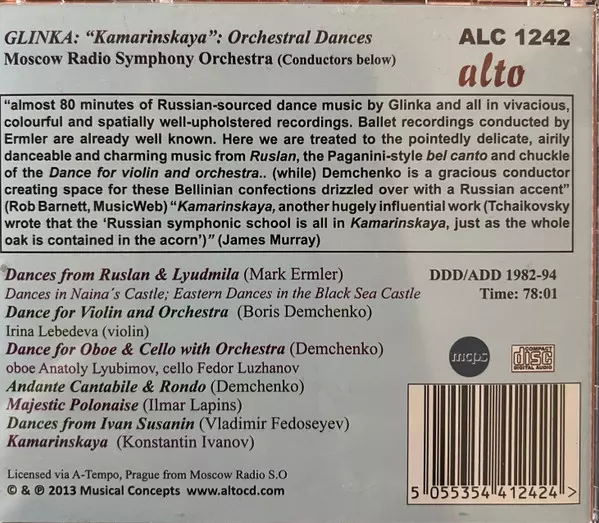 GLINKA: “Kamarinskaya”: Orchestral Dances
ALC 1242
Moscow Radio Symphony Orchestra (Conductors below)
alto
“almost 80 minutes of Russian-sourced dance music by Glinka and all in vivacious,
colourful and spatially well-upholstered recordings. Ballet recordings conducted by
Ermler are already well known. Here we are treated to the pointedly delicate, airily
danceable and charming music from Ruslan, the Paganini-style bel canto and chuckle
of the Dance for violin and orchestra.. (while) Demchenko is a gracious conductor
creating space for these Bellinian confections drizzled over with a Russian accent”
(Rob Barnett, MusicWeb) “Kamarinskaya, another hugely influential work (Tchaikovsky
wrote that the ‘Russian symphonic school is all in Kamarinskaya, just as the whole
oak is contained in the acorn’)” (James Murray)
Dances from Ruslan & Lyudmila (Mark Ermler)
DDD/ADD 1982-94
Dances in Naina´s Castle; Eastern Dances in the Black Sea Castle
Time: 78:01
Dance for Violin and Orchestra (Boris Demchenko)
Irina Lebedeva (violin)
Dance for Oboe & Cello with Orchestra (Demchenko)
oboe Anatoly Lyubimov, cello Fedor Luzhanov
mcps
COMPACT
disc
DIGITAL AUDIO
Andante Cantabile & Rondo (Demchenko)
Majestic Polonaise (Ilmar Lapins)
Dances from Ivan Susanin (Vladimir Fedoseyev)
Kamarinskaya (Konstantin Ivanov)
Licensed via A-Tempo, Prague from Moscow Radio S.O
© & ℗ 2013 Musical Concepts www.altocd.com
5 055354 412424 >